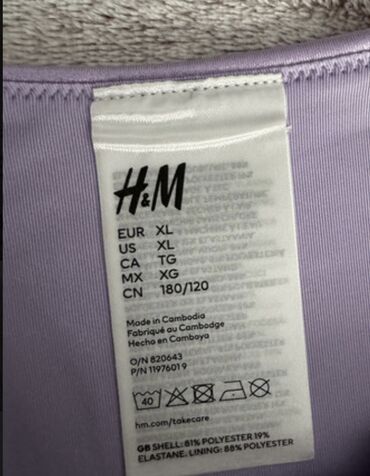 H&M
EUR XL
US XL
CA TG
MX XG
CN 180/120
Made in Cambodia
Fabriqué au Cambodge
Hecho en Camboya
O/N 820643
P/N 11976019
40
hm.com/takecare
GB SHELL: 81% POLYESTER 19%
ELASTANE. LINING: 88% POLYESTER